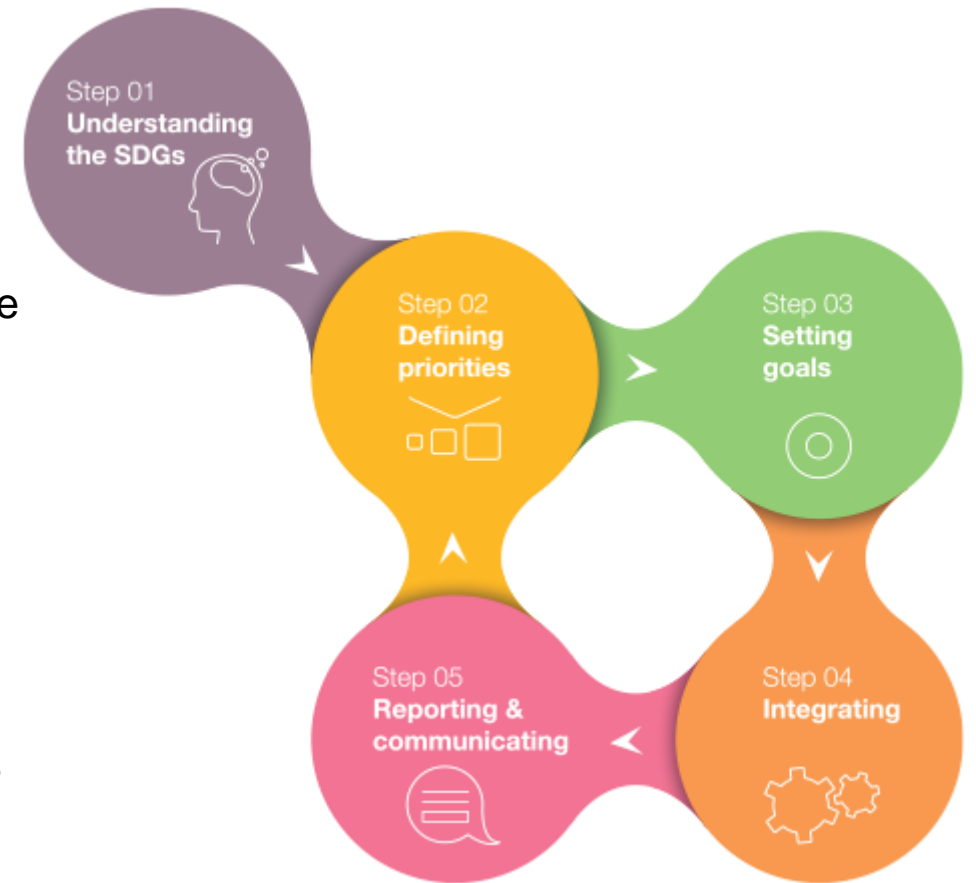 Step 01
Understanding
the SDGs
e
Step 02
Defining
priorities
Step 03
Setting
goals
Step 04
Integrating
Step 05
Reporting &
communicating